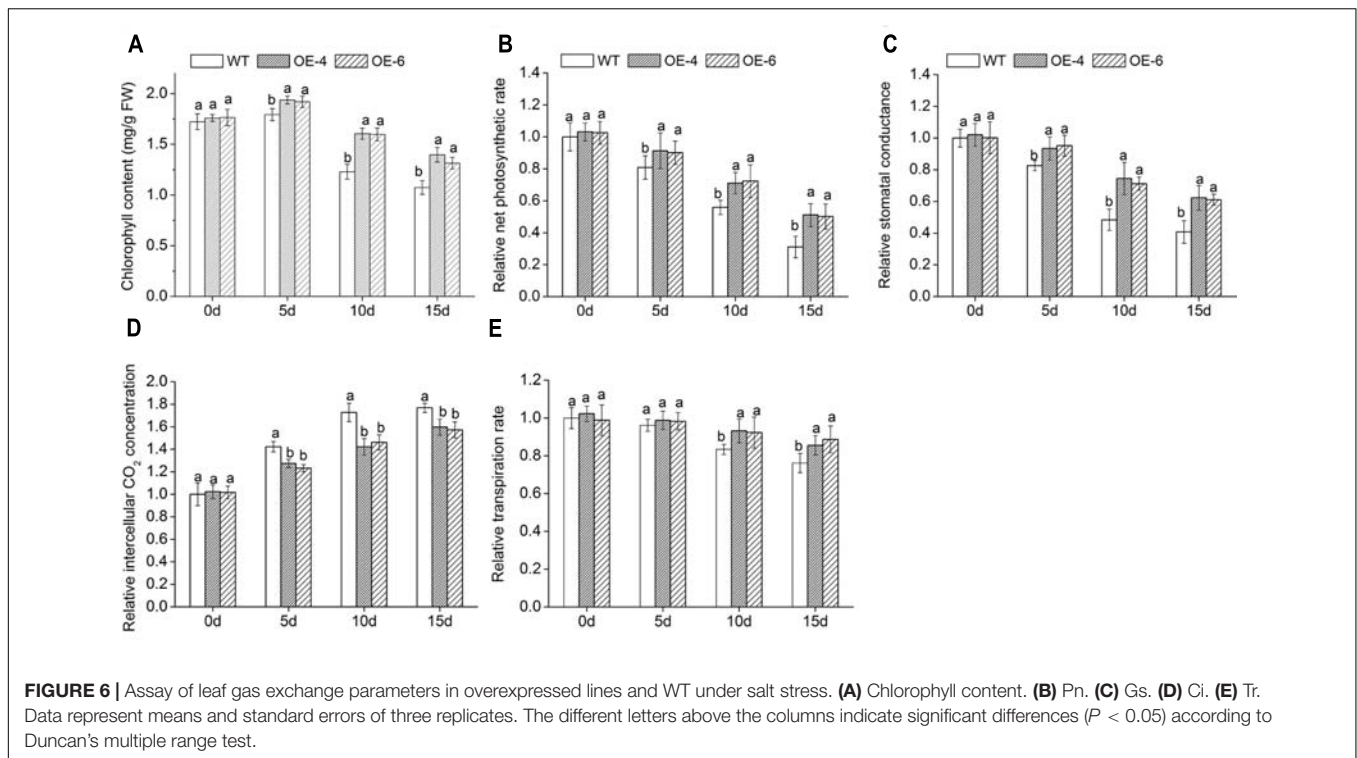 A
WT OE-4 OE-6
Chlorophyll content (mg/g FW)
2.0
1.5
1.0
0.5
0.0
a a a
b a a
b a a
b a a
0d 5d 10d 15d
B
WT OE-4 OE-6
Relative net photosynthetic rate
1.4
1.2
1.0
0.8
0.6
0.4
0.2
0.0
a a a
b a a
b a a
b a a
0d 5d 10d 15d
C
WT OE-4 OE-6
Relative stomatal conductance
1.4
1.2
1.0
0.8
0.6
0.4
0.2
0.0
a a a
b a a
b a a
b a a
0d 5d 10d 15d
D
Relative intercellular CO2 concentration
2.0
1.8
1.6
1.4
1.2
1.0
0.8
0.6
0.4
0.2
0.0
a a a
a b b
a b b
a b b
0d 5d 10d 15d
E
Relative transpiration rate
1.2
1.0
0.8
0.6
0.4
0.2
0.0
a a a
a a a
b a a
b a a
0d 5d 10d 15d
FIGURE 6 | Assay of leaf gas exchange parameters in overexpressed lines and WT under salt stress. (A) Chlorophyll content. (B) Pn. (C) Gs. (D) Ci. (E) Tr.
Data represent means and standard errors of three replicates. The different letters above the columns indicate significant differences (P < 0.05) according to
Duncan's multiple range test.